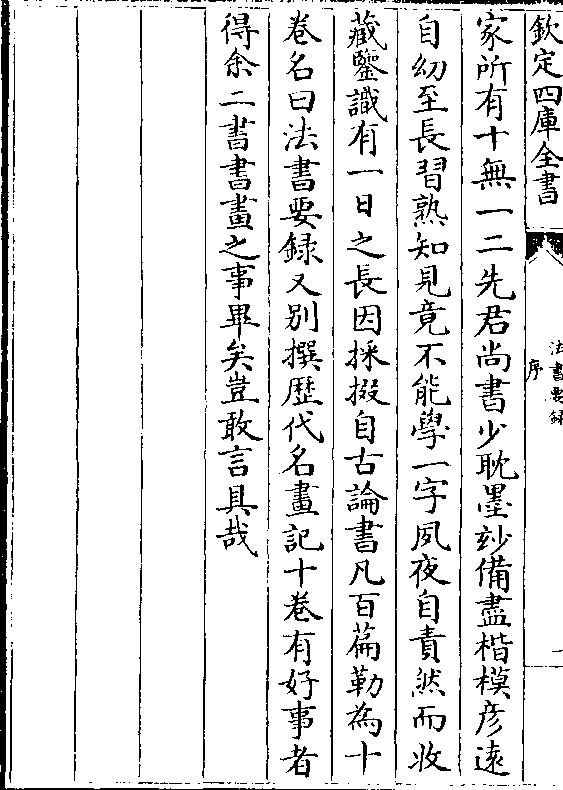 欽定四庫全書
法書要録
序
一
家所有十無一二先君尚書少耽墨玅備盡楷模彦逺
自幼至長習熟知見竟不能學一字夙夜自責然而收
藏鑒識有一日之長因採掇自古論書凡百篇勒為十
卷名曰法書要録又别撰歴代名畫記十卷有好事者
得余二書書畫之事畢矣豈敢言具哉